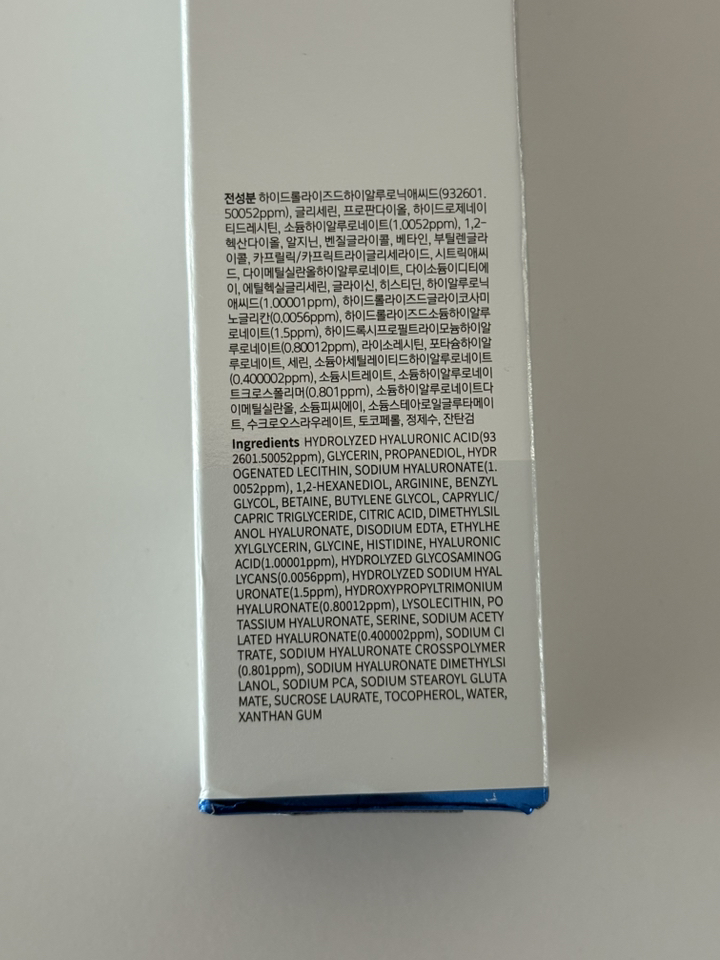 전성분 하이드롤라이즈드하이알루로닉애씨드(932601.
50052ppm), 글리세린, 프로판다이올, 하이드로제네이
티드레시틴, 소듐하이알루로네이트(1.0052ppm), 1,2-
헥산다이올, 알지닌, 벤질글라이콜, 베타인, 부틸렌글라
이콜, 카프릴릭/카프릭트라이글리세라이드, 시트릭애씨
드, 다이메틸실란올하이알루로네이트, 다이소듐이디티에
이, 에틸헥실글리세린, 글라이신, 히스티딘, 하이알루로닉
애씨드(1.00001ppm), 하이드롤라이즈드글라이코사미
노글리칸(0.0056ppm), 하이드롤라이즈드소듐하이알루
로네이트(1.5ppm), 하이드록시프로필트라이모늄하이알
루로네이트(0.80012ppm), 라이소레시틴, 포타슘하이알
루로네이트, 세린, 소듐아세틸레이티드하이알루로네이트
(0.400002ppm), 소듐시트레이트, 소듐하이알루로네이
트크로스폴리머(0.801ppm), 소듐하이알루로네이트다
이메틸실란올, 소듐피씨에이, 소듐스테아로일글루타메이
트, 수크로오스라우레이트, 토코페롤, 정제수, 잔탄검
Ingredients HYDROLYZED HYALURONIC ACID(93
2601.50052ppm), GLYCERIN, PROPANEDIOL, HYDR
OGENATED LECITHIN, SODIUM HYALURONATE(1.
0052ppm), 1,2-HEXANEDIOL, ARGININE, BENZYL
GLYCOL, BETAINE, BUTYLENE GLYCOL, CAPRYLIC/
CAPRIC TRIGLYCERIDE, CITRIC ACID, DIMETHYLSIL
ANOL HYALURONATE, DISODIUM EDTA, ETHYLHE
XYLGLYCERIN, GLYCINE, HISTIDINE, HYALURONIC
ACID(1.00001ppm), HYDROLYZED GLYCOSAMINOG
LYCANS(0.0056ppm), HYDROLYZED SODIUM HYAL
URONATE(1.5ppm), HYDROXYPROPYLTRIMONIUM
HYALURONATE(0.80012ppm), LYSOLECITHIN, PO
TASSIUM HYALURONATE, SERINE, SODIUM ACETY
LATED HYALURONATE(0.400002ppm), SODIUM CI
TRATE, SODIUM HYALURONATE CROSSPOLYMER
(0.801ppm), SODIUM HYALURONATE DIMETHYLSI
LANOL, SODIUM PCA, SODIUM STEAROYL GLUTA
MATE, SUCROSE LAURATE, TOCOPHEROL, WATER,
XANTHAN GUM